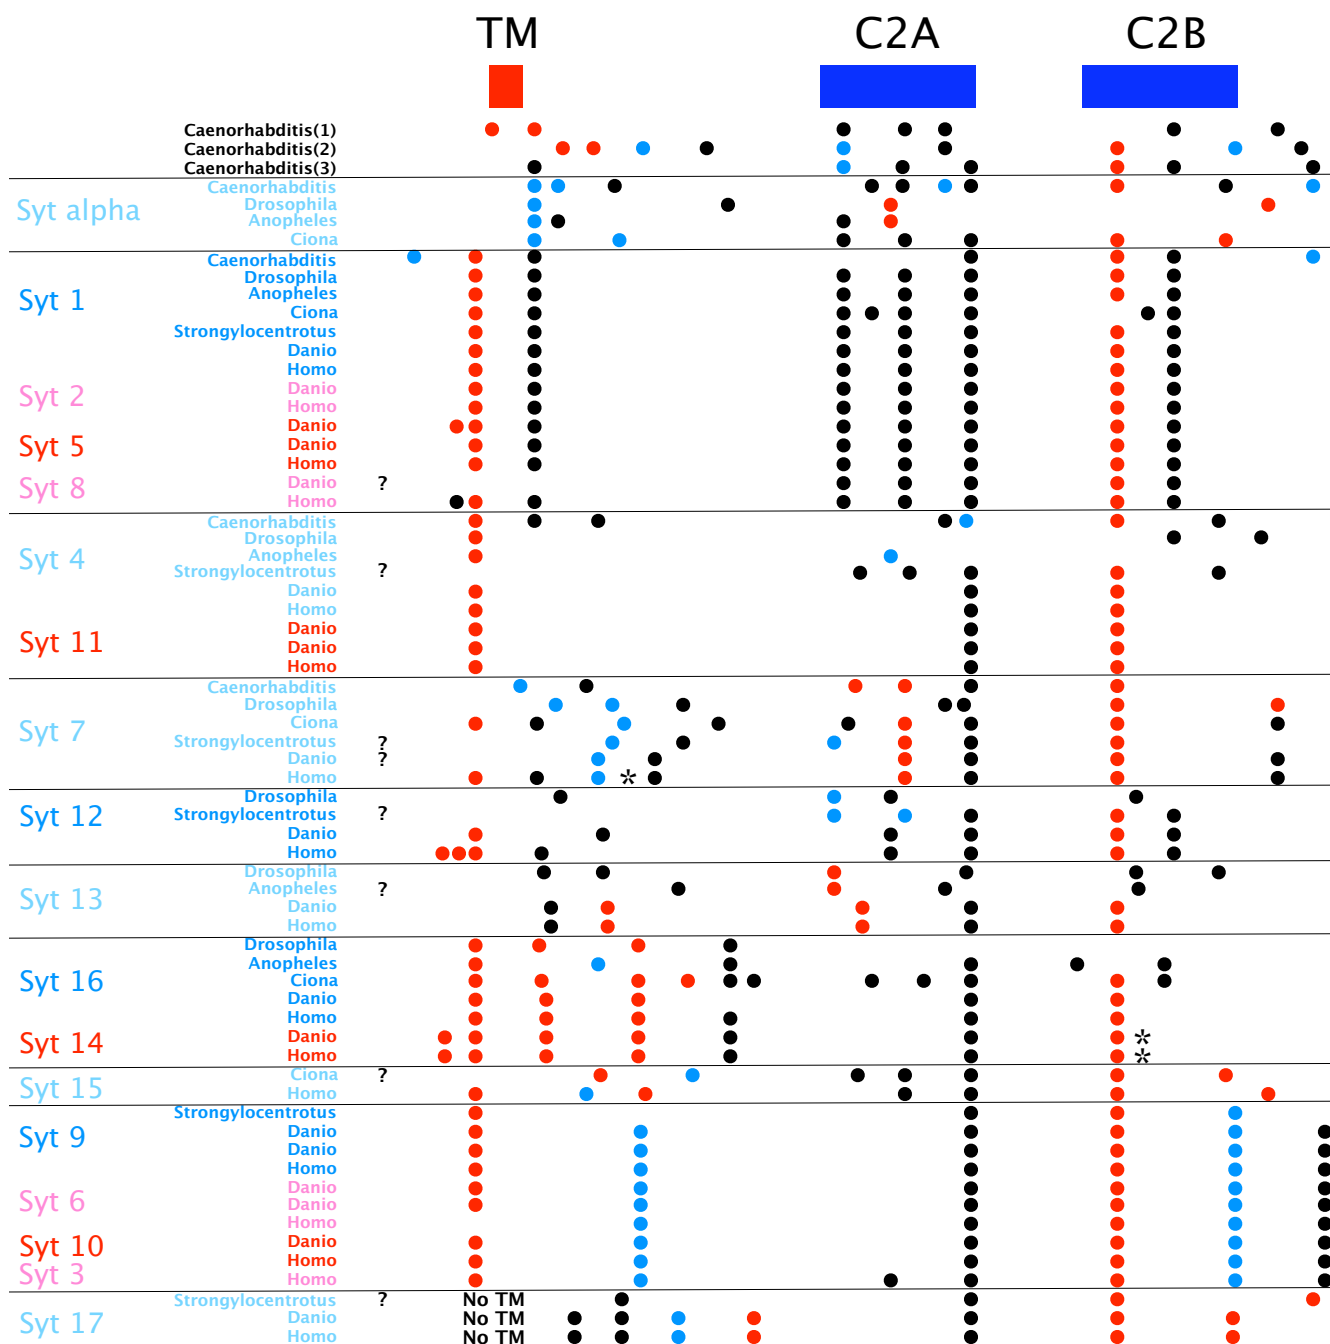 TM C2A C2B
Caenorhabditis(1)
Caenorhabditis(2)
Caenorhabditis(3)
Caenorhabditis
Syt alpha Drosophila
Anopheles
Ciona
Caenorhabditis
Drosophila
Syt 1 Anopheles
Ciona
Strongylocentrotus
Danio
Homo
Syt 2 Danio
Homo
Danio
Syt 5 Danio
Homo
Syt 8 Danio ?
Homo
Caenorhabditis
Drosophila
Syt 4 Anopheles
Strongylocentrotus ?
Danio
Homo
Syt 11 Danio
Danio
Homo
Caenorhabditis
Drosophila
Syt 7 Ciona
Strongylocentrotus ?
Danio ?
Homo *
Drosophila
Syt 12 Strongylocentrotus ?
Danio
Homo
Drosophila
Syt 13 Anopheles ?
Danio
Homo
Drosophila
Anopheles
Syt 16 Ciona
Danio
Homo
Syt 14 Danio *
Homo *
Ciona ?
Syt 15 Homo
Strongylocentrotus
Syt 9 Danio
Danio
Homo
Syt 6 Danio
Danio
Homo
Syt 10 Danio
Homo
Syt 3 Homo
Strongylocentrotus ? No TM
Syt 17 Danio No TM
Homo No TM